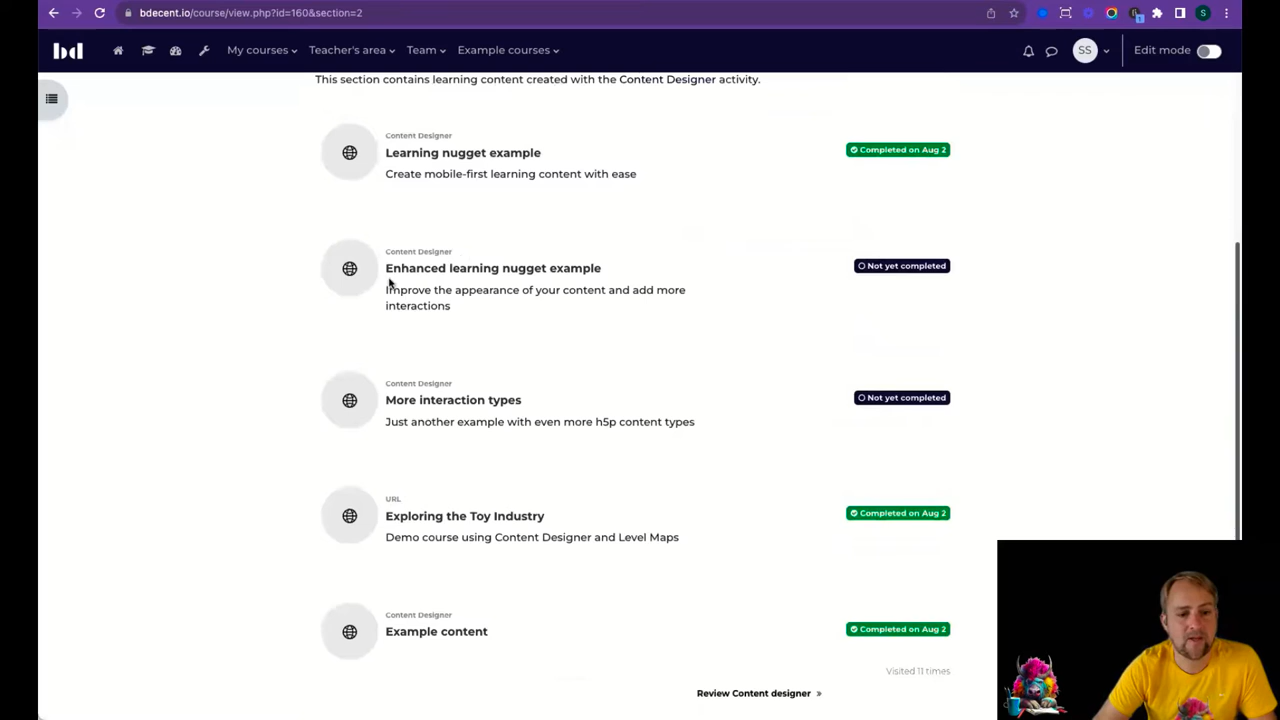 bdecent.io/course/view.php?id=160&section=2
bd
My courses
Teacher's area
Team
Example courses
SS
Edit mode
This section contains learning content created with the Content Designer activity.
Content Designer
Learning nugget example
Completed on Aug 2
Create mobile-first learning content with ease
Content Designer
Enhanced learning nugget example
Not yet completed
Improve the appearance of your content and add more
interactions
Content Designer
More interaction types
Not yet completed
Just another example with even more h5p content types
URL
Exploring the Toy Industry
Completed on Aug 2
Demo course using Content Designer and Level Maps
Content Designer
Example content
Completed on Aug 2
Visited 11 times
Review Content designer »